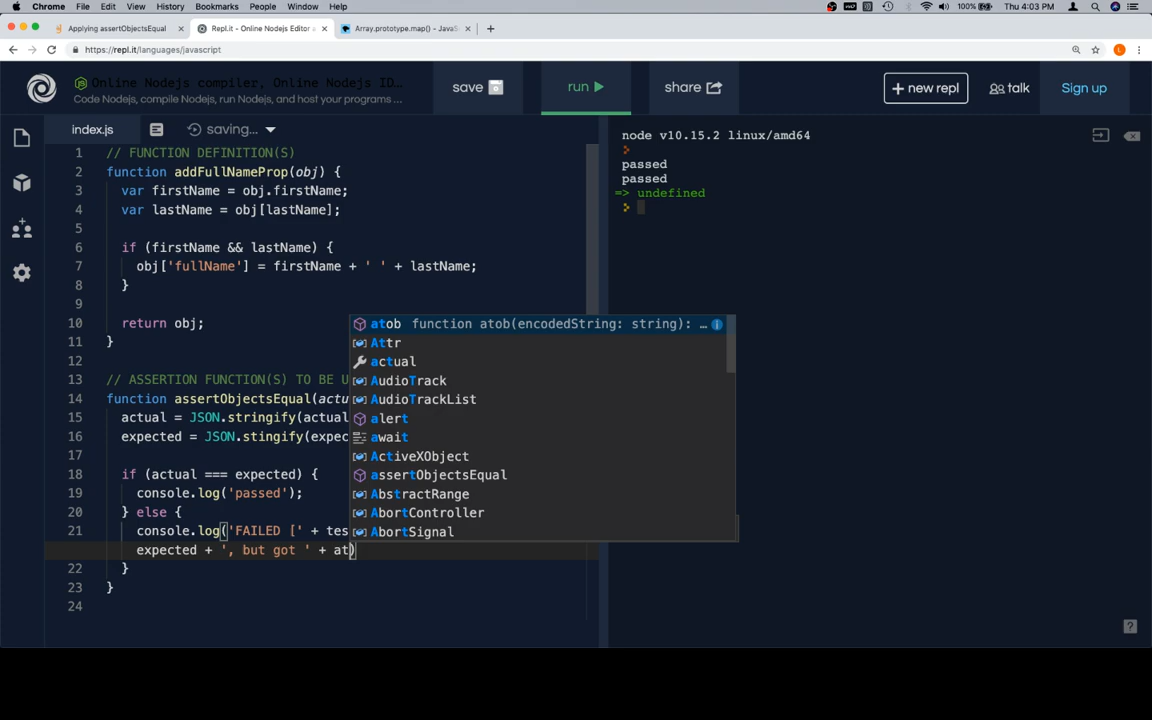 Chrome File Edit View History Bookmarks People Window Help 100% Thu 4:03 PM
Applying assertObjectsEqual Repl.it - Online Nodejs Editor a Array.prototype.map() - JavaSc
https://repl.it/languages/javascript
Online Nodejs compiler, Online Nodejs ID...
Code Nodejs, compile Nodejs, run Nodejs, and host your programs ...
save run share + new repl talk Sign up
index.js saving...
1 // FUNCTION DEFINITION(S)
2 function addFullNameProp(obj) {
3 var firstName = obj.firstName;
4 var lastName = obj[lastName];
5
6 if (firstName && lastName) {
7 obj['fullName'] = firstName + ' ' + lastName;
8 }
9
10 return obj;
11 }
12
13 // ASSERTION FUNCTION(S) TO BE U
14 function assertObjectsEqual(actu
15 actual = JSON.stringify(actual
16 expected = JSON.stingify(expec
17
18 if (actual === expected) {
19 console.log('passed');
20 } else {
21 console.log('FAILED [' + tes
expected + ', but got ' + at)
22 }
23 }
24
atob function atob(encodedString: string): ...
Attr
actual
AudioTrack
AudioTrackList
alert
await
ActiveXObject
assertObjectsEqual
AbstractRange
AbortController
AbortSignal
node v10.15.2 linux/amd64
passed
passed
=> undefined